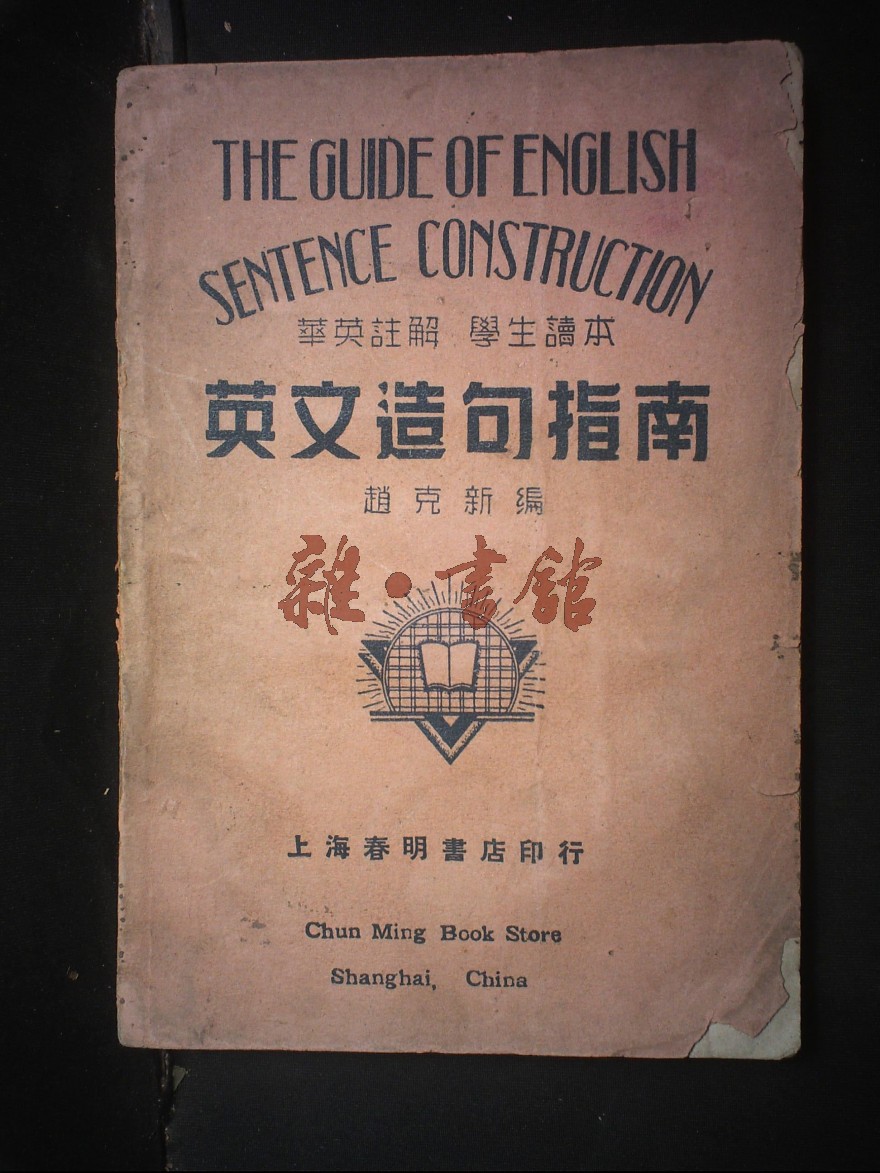 THE GUIDE OF ENGLISH
SENTENCE CONSTRUCTION
華英註解 學生讀本
英文造句指南
趙克新編
雜·書館
上海春明書店印行
Chun Ming Book Store
Shanghai, China